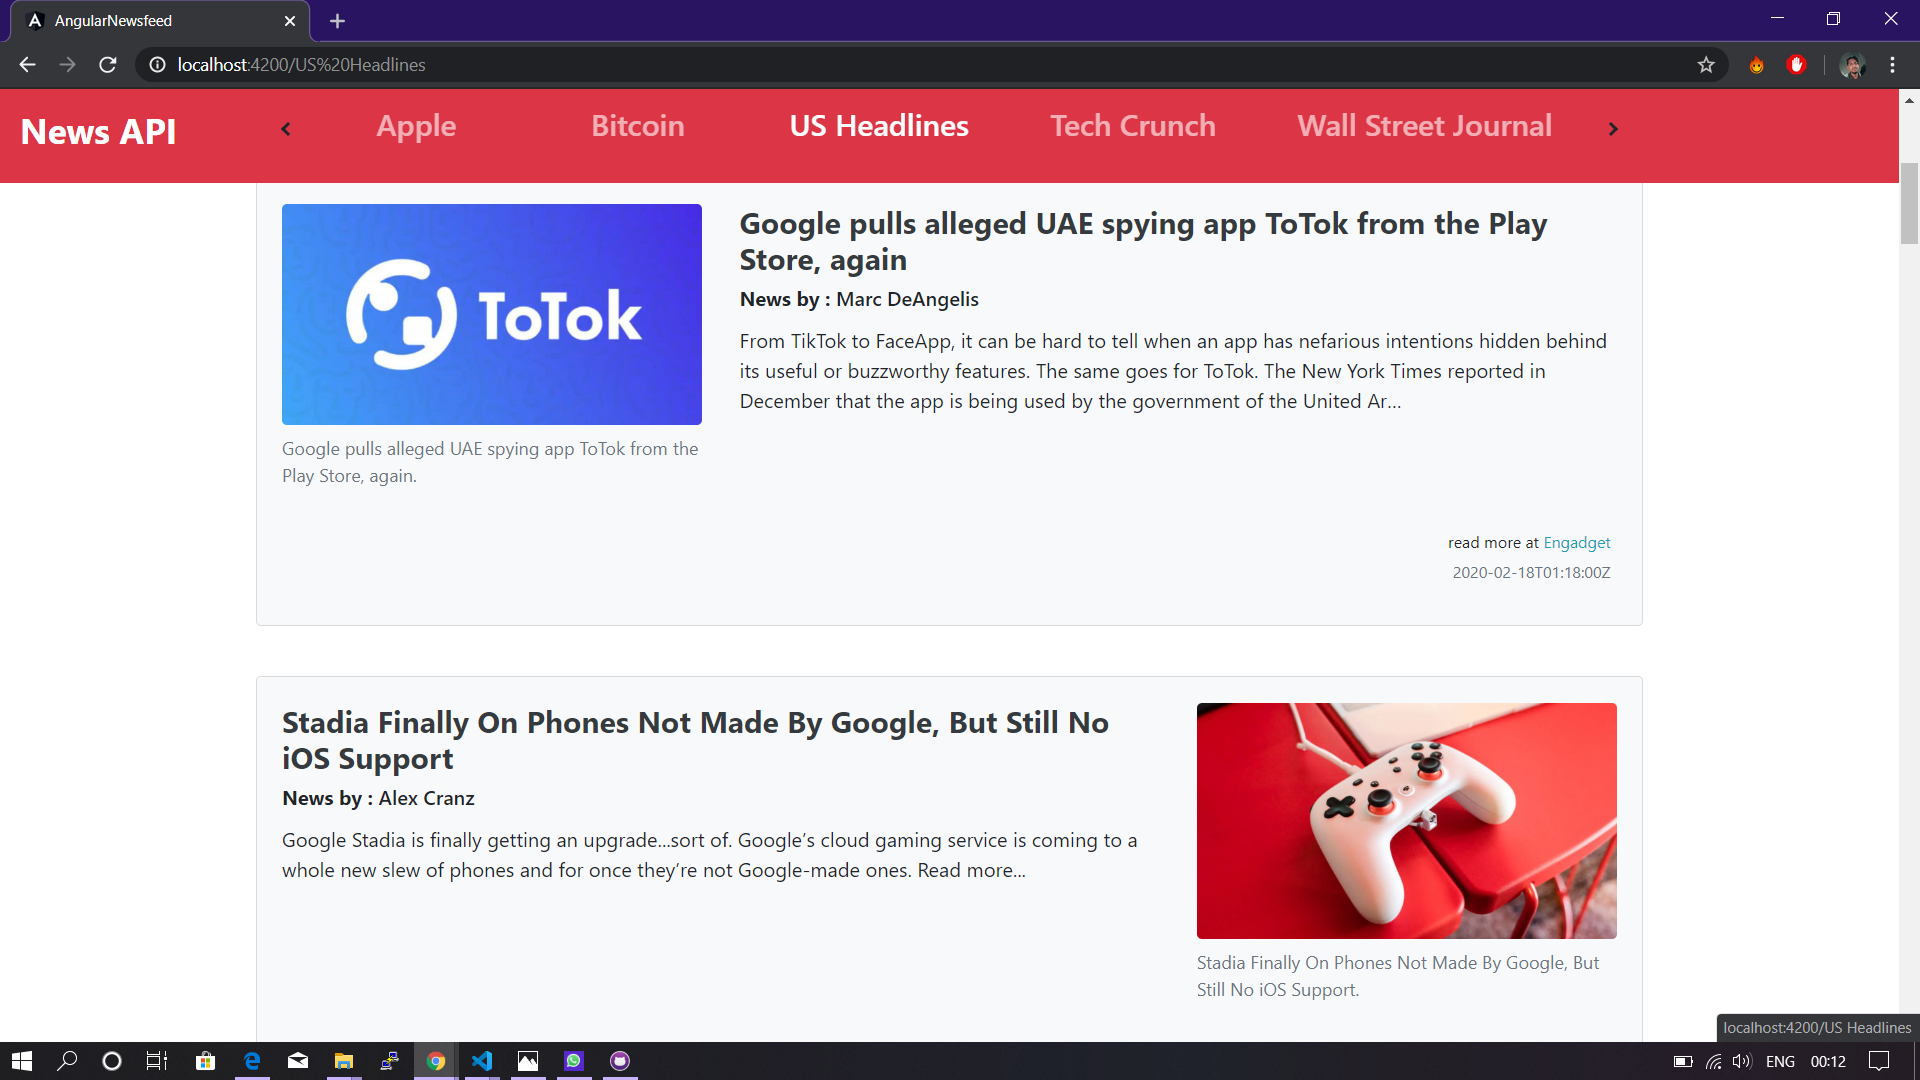 AngularNewsfeed
localhost:4200/US%20Headlines
News API
Apple
Bitcoin
US Headlines
Tech Crunch
Wall Street Journal
ToTok
Google pulls alleged UAE spying app ToTok from the
Play Store, again.
Google pulls alleged UAE spying app ToTok from the Play
Store, again
News by : Marc DeAngelis
From TikTok to FaceApp, it can be hard to tell when an app has nefarious intentions hidden behind
its useful or buzzworthy features. The same goes for ToTok. The New York Times reported in
December that the app is being used by the government of the United Ar…
read more at Engadget
2020-02-18T01:18:00Z
Stadia Finally On Phones Not Made By Google, But Still No
iOS Support
News by : Alex Cranz
Google Stadia is finally getting an upgrade...sort of. Google’s cloud gaming service is coming to a
whole new slew of phones and for once they’re not Google-made ones. Read more...
Stadia Finally On Phones Not Made By Google, But
Still No iOS Support.
localhost:4200/US Headlines
ENG
00:12